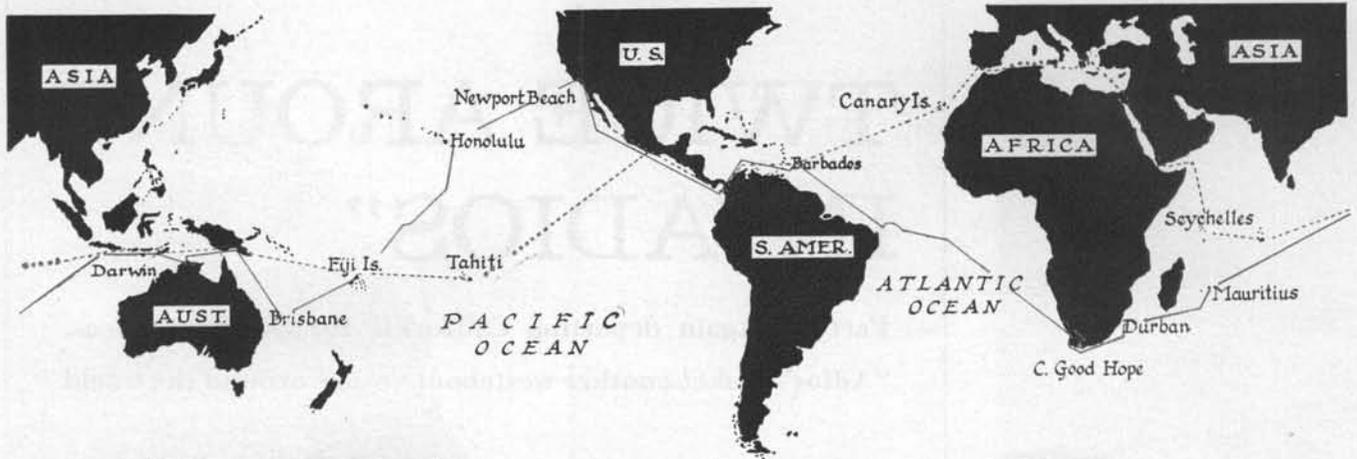 ASIA
U.S.
ASIA
Newport Beach
Canary Is.
Honolulu
AFRICA
Barbades
Seychelles
S. AMER.
Fiji Is.
Tahiti
Darwin
ATLANTIC
OCEAN
Mauritius
AUST.
Brisbane
PACIFIC
OCEAN
Durban
C. Good Hope